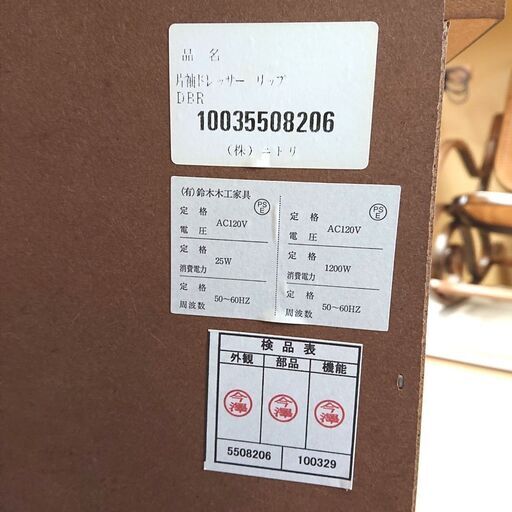 品 名
片袖ドレッサー リップ
DBR
10035508206
(株)ニトリ
(有)鈴木木工家具
PSE
定格電圧 AC120V
定格消費電力 25W
定格周波数 50~60HZ
PSE
定格電圧 AC120V
定格消費電力 1200W
定格周波数 50~60HZ
検品表
外観 部品 機能
今澤 今澤 今澤
5508206 100329